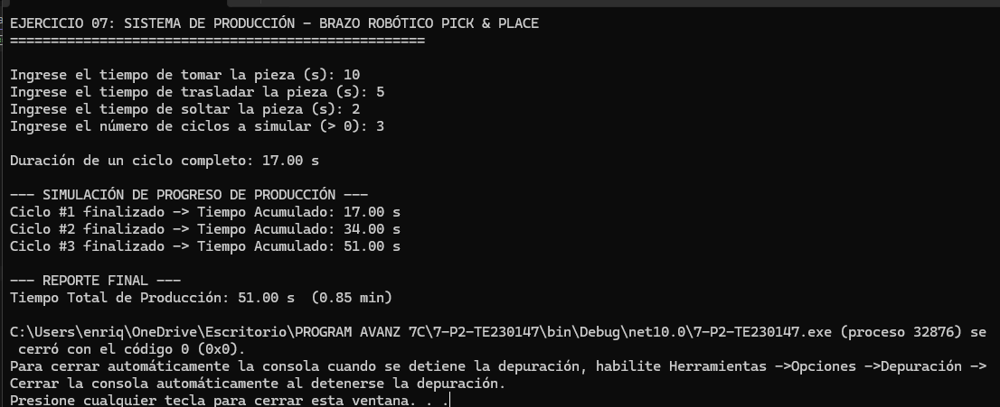 EJERCICIO 07: SISTEMA DE PRODUCCIÓN - BRAZO ROBÓTICO PICK & PLACE
===================================================
Ingrese el tiempo de tomar la pieza (s): 10
Ingrese el tiempo de trasladar la pieza (s): 5
Ingrese el tiempo de soltar la pieza (s): 2
Ingrese el número de ciclos a simular (> 0): 3
Duración de un ciclo completo: 17.00 s
--- SIMULACIÓN DE PROGRESO DE PRODUCCIÓN ---
Ciclo #1 finalizado -> Tiempo Acumulado: 17.00 s
Ciclo #2 finalizado -> Tiempo Acumulado: 34.00 s
Ciclo #3 finalizado -> Tiempo Acumulado: 51.00 s
--- REPORTE FINAL ---
Tiempo Total de Producción: 51.00 s  (0.85 min)
C:\Users\enriq\OneDrive\Escritorio\PROGRAM AVANZ 7C\7-P2-TE230147\bin\Debug\net10.0\7-P2-TE230147.exe (proceso 32876) se
cerró con el código 0 (0x0).
Para cerrar automáticamente la consola cuando se detiene la depuración, habilite Herramientas ->Opciones ->Depuración ->
Cerrar la consola automáticamente al detenerse la depuración.
Presione cualquier tecla para cerrar esta ventana. . .